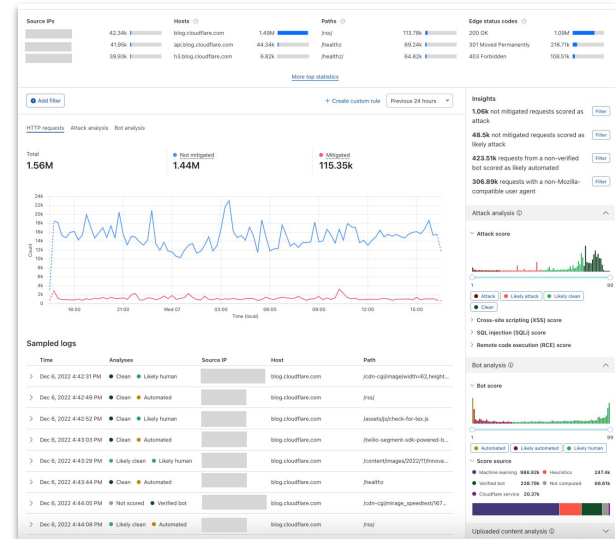 Source IPs Hosts Paths Edge status codes
42.34k blog.cloudflare.com 1.49M /rss/ 113.78k 200 OK 1.09M
41.95k api.blog.cloudflare.com 44.34k /healthz 89.24k 301 Moved Permanently 218.71k
39.93k h3.blog.cloudflare.com 6.82k /healthz/ 64.82k 403 Forbidden 108.51k
More top statistics
Add filter + Create custom rule Previous 24 hours
HTTP requests Attack analysis Bot analysis
Total Not mitigated Mitigated
1.56M 1.44M 115.35k
24k
22k
20k
18k
16k
14k
12k
10k
8k
6k
4k
2k
0
Count
18:00 21:00 Wed 07 03:00 06:00 09:00 12:00 15:00
Time (local)
Sampled logs
Time Analyses Source IP Host Path
Dec 6, 2022 4:42:31 PM Clean Likely human blog.cloudflare.com /cdn-cgi/image/width=62,height...
Dec 6, 2022 4:42:49 PM Clean Automated blog.cloudflare.com /rss/
Dec 6, 2022 4:42:52 PM Clean Likely human blog.cloudflare.com /assets/js/check-for-tex.js
Dec 6, 2022 4:43:03 PM Clean Automated blog.cloudflare.com /twilio-segment-sdk-powered-b...
Dec 6, 2022 4:43:29 PM Likely clean Likely human blog.cloudflare.com /content/images/2022/11/Innova...
Dec 6, 2022 4:43:44 PM Clean Automated blog.cloudflare.com /healthz
Dec 6, 2022 4:44:05 PM Not scored Verified bot blog.cloudflare.com /cdn-cgi/mirage_speedtest/167...
Dec 6, 2022 4:44:08 PM Likely clean Automated blog.cloudflare.com /rss/
Insights
1.06k not mitigated requests scored as Filter
attack
48.5k not mitigated requests scored as Filter
likely attack
423.51k requests from a non-verified Filter
bot scored as likely automated
306.89k requests with a non-Mozilla- Filter
compatible user agent
Attack analysis
Attack score
1 99
Attack Likely attack Likely clean
Clean
Cross-site scripting (XSS) score
SQL injection (SQLi) score
Remote code execution (RCE) score
Bot analysis
Bot score
1 99
Automated Likely automated Likely human
Score source
Machine learning 986.92k Heuristics 247.4k
Verified bot 238.79k Not computed 66.61k
Cloudflare service 20.37k
Uploaded content analysis